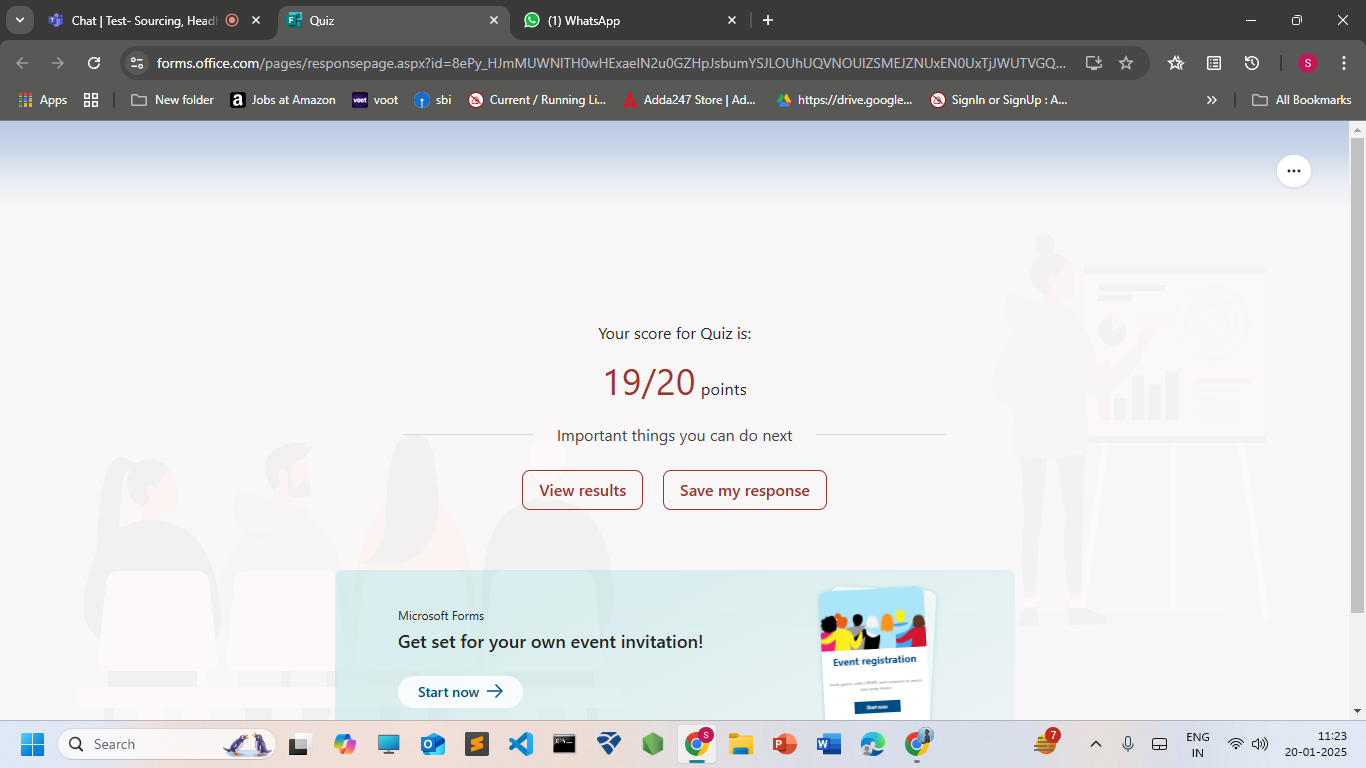 Chat | Test- Sourcing, Head
Quiz
(1) WhatsApp
forms.office.com/pages/responsepage.aspx?id=8ePy_HJmMUWNITH0wHExaelN2u0GZHpJsbumYSJLOUhUQVNOUlZSMEJZNUxEN0UxTjJWUTVGQ...
S
Apps
New folder
a
Jobs at Amazon
voot
voot
sbi
Current / Running Li...
Adda247 Store | Ad...
https://drive.google...
SignIn or SignUp : A...
»
All Bookmarks
Your score for Quiz is:
19/20 points
Important things you can do next
View results
Save my response
Microsoft Forms
Get set for your own event invitation!
Start now
Event registration
Start now
Search
S
7
ENG
IN
11:23
20-01-2025